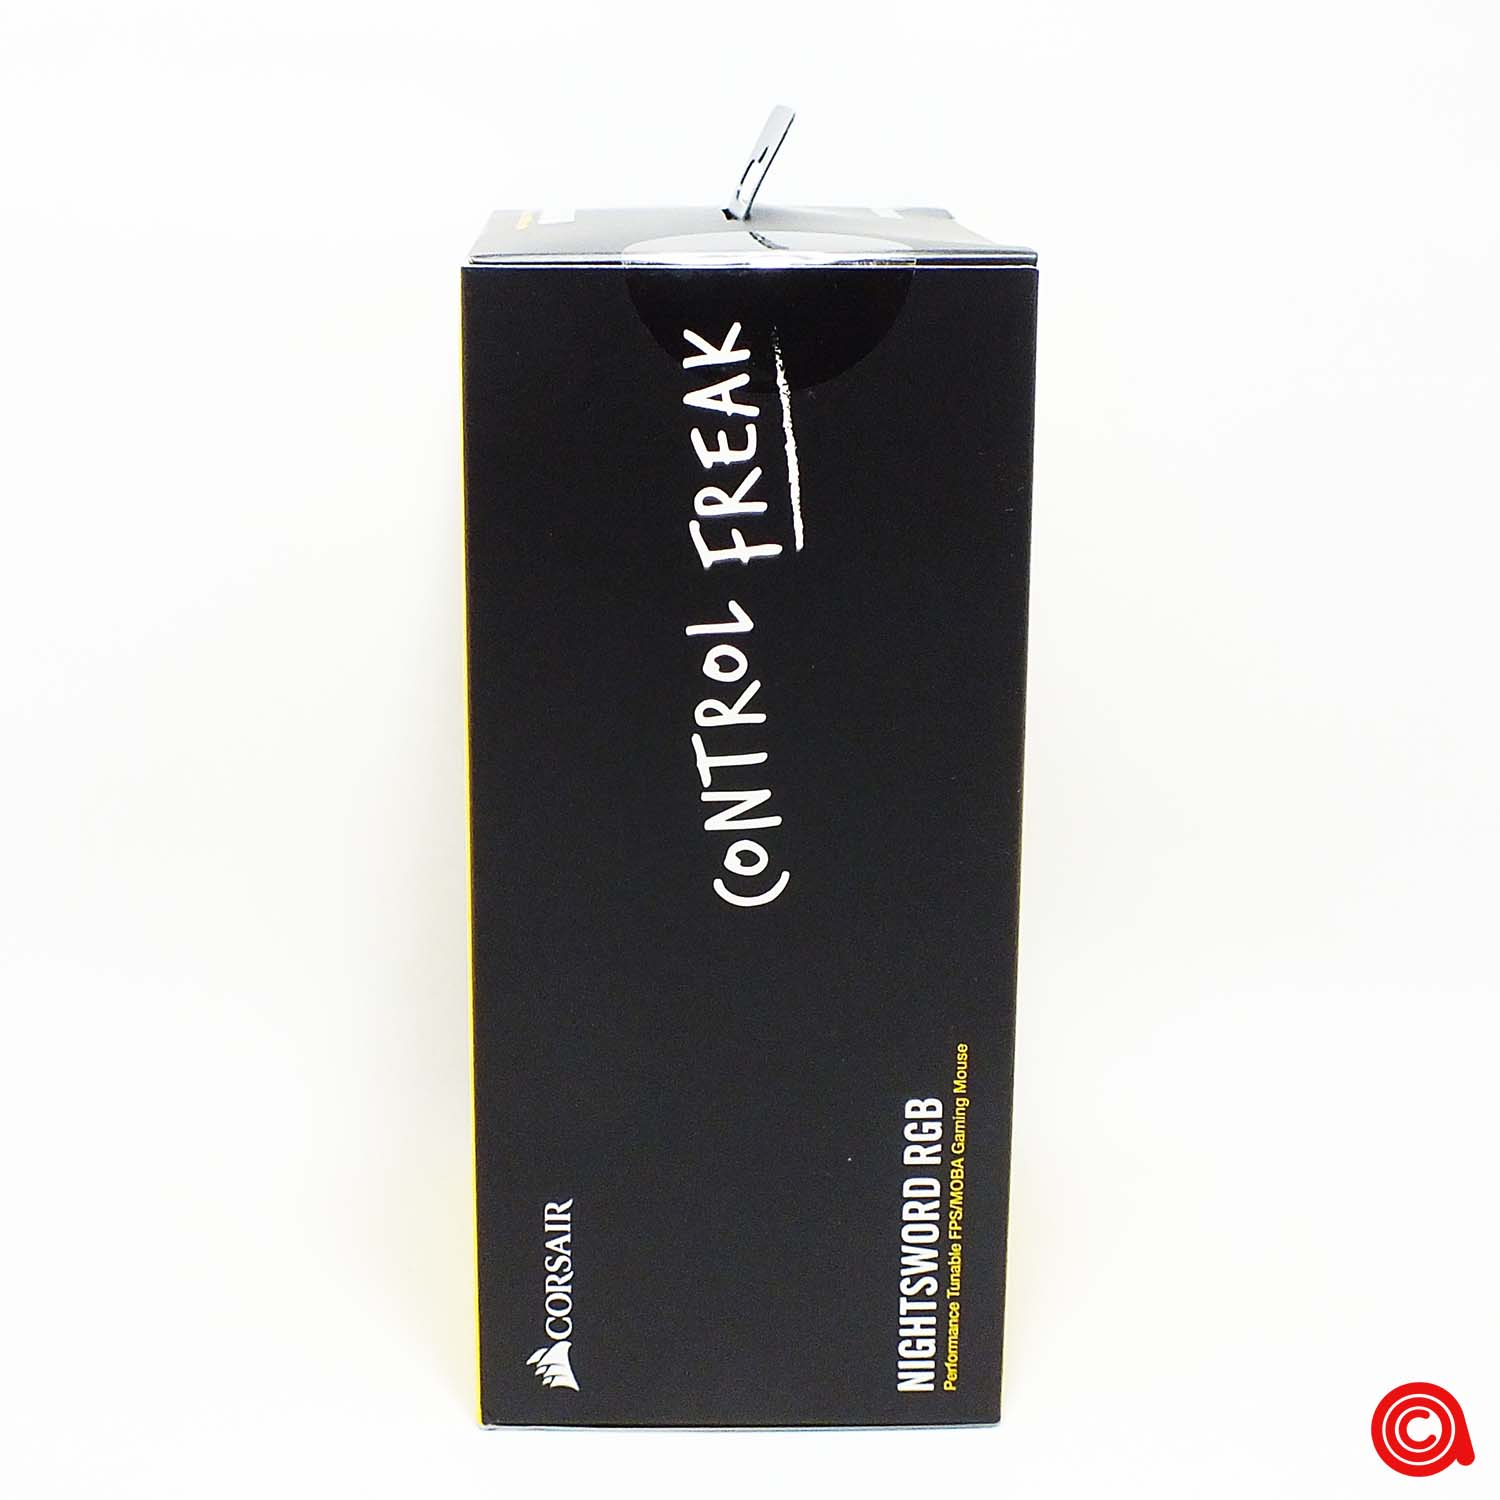 CONTROL FREAK
CORSAIR
NIGHTSWORD RGB
Performance Tunable FPS/MOBA Gaming Mouse